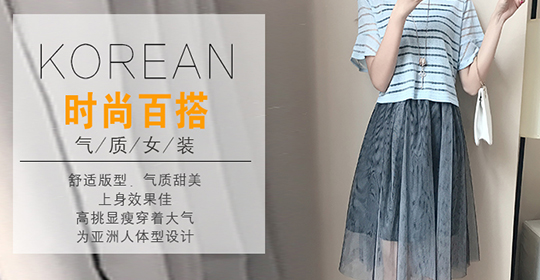 KOREAN
时尚百搭
气/质/女/装
舒适版型．气质甜美
上身效果佳
高挑显瘦穿着大气
为亚洲人体型设计